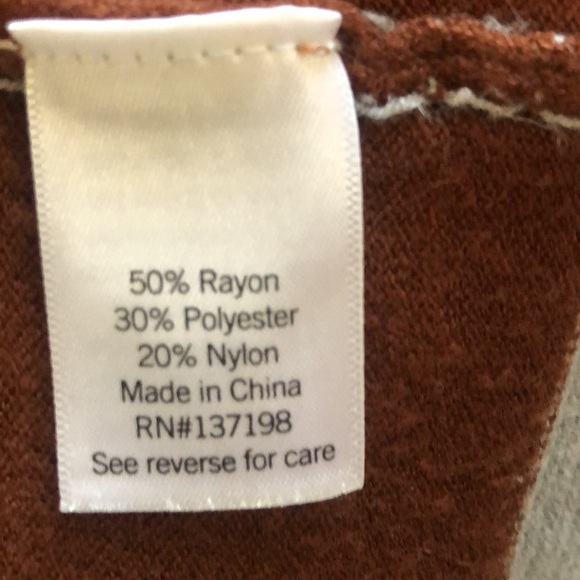 50% Rayon
30% Polyester
20% Nylon
Made in China
RN#137198
See reverse for care